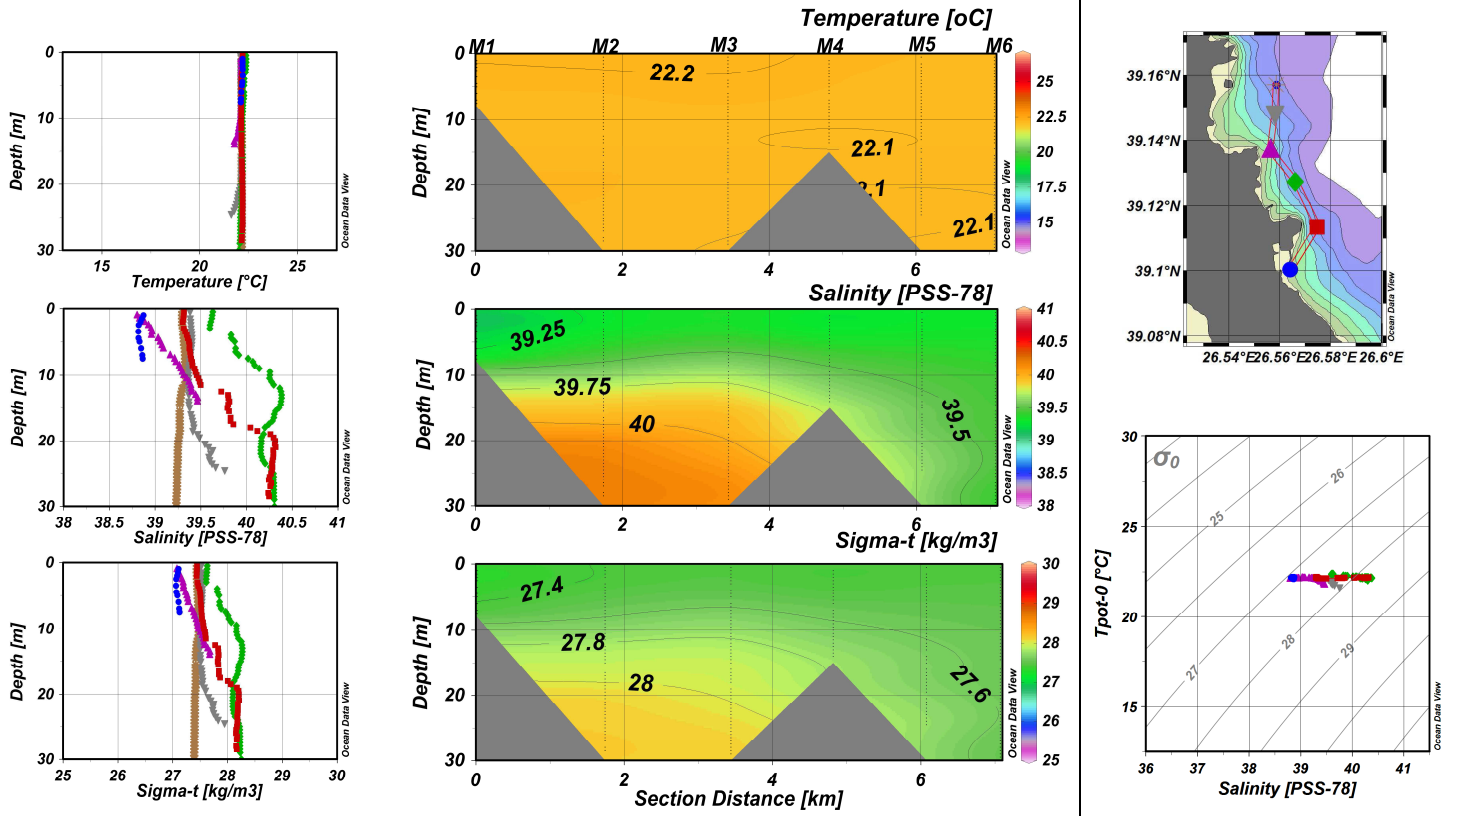 Temperature [oC]
M1 M2 M3 M4 M5 M6
0
10
20
30
Depth [m]
15 20 25
Temperature [°C]
Ocean Data View
0
10
20
30
Depth [m]
22.2
22.1
22.1
0 2 4 6
Ocean Data View
25
22.5
20
17.5
15
Salinity [PSS-78]
0
10
20
30
Depth [m]
38 38.5 39 39.5 40 40.5 41
Salinity [PSS-78]
Ocean Data View
0
10
20
30
Depth [m]
39.25
39.75
40
39.5
0 2 4 6
Ocean Data View
41
40.5
40
39.5
39
38.5
38
Sigma-t [kg/m3]
0
10
20
30
Depth [m]
25 26 27 28 29 30
Sigma-t [kg/m3]
Ocean Data View
0
10
20
30
Depth [m]
27.4
27.8
28
27.6
0 2 4 6
Section Distance [km]
Ocean Data View
30
29
28
27
26
25
39.16°N
39.14°N
39.12°N
39.1°N
39.08°N
26.54°E 26.56°E 26.58°E 26.6°E
Ocean Data View
σ0
30
25
20
15
Tpot-0 [°C]
25
26
27
28
29
36 37 38 39 40 41
Salinity [PSS-78]
Ocean Data View